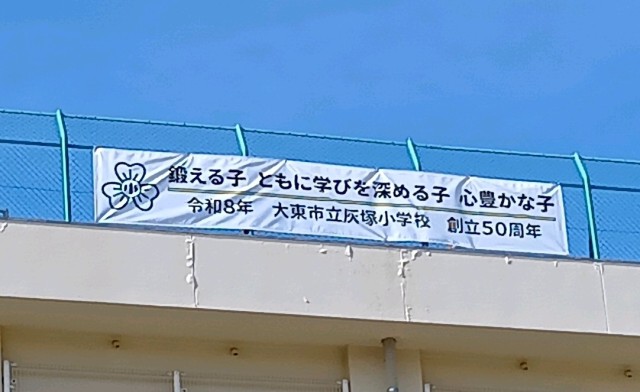 鍛える子 ともに学びを深める子 心豊かな子
令和8年 大東市立灰塚小学校 創立50周年